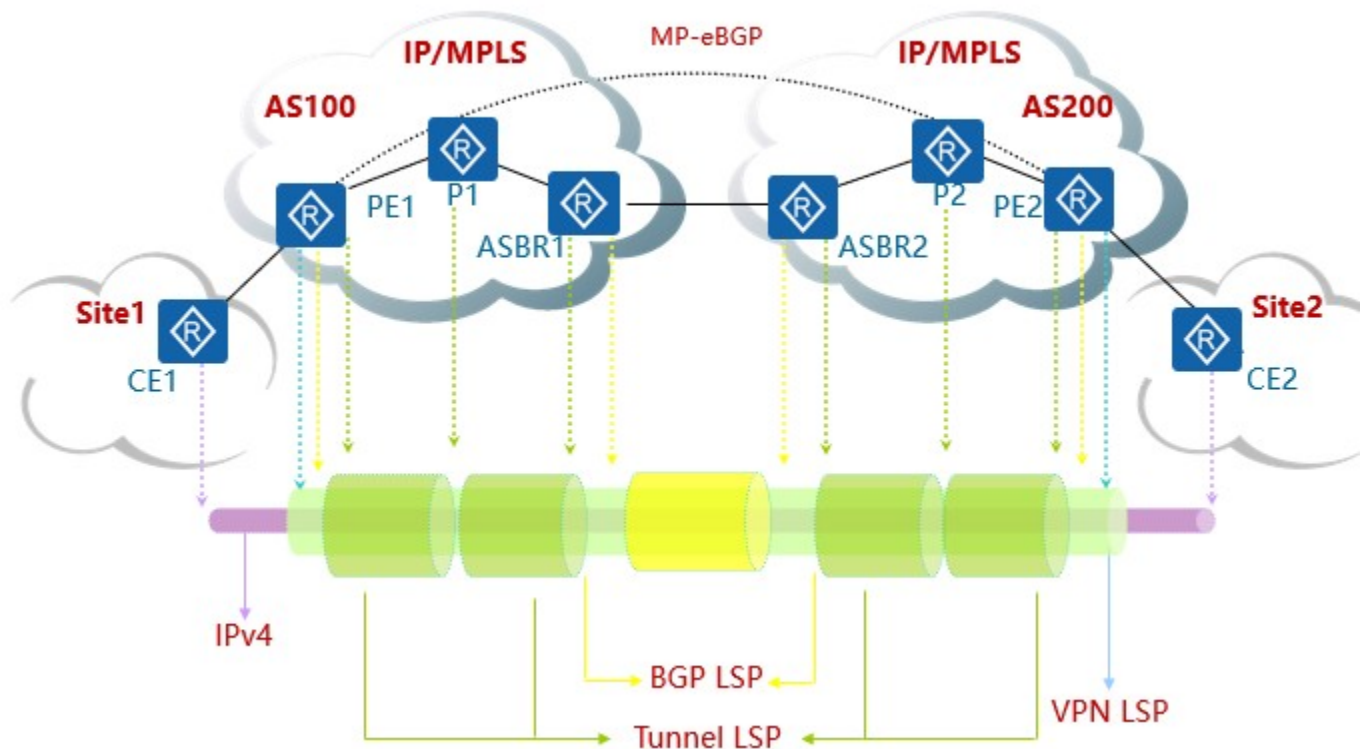 MP-eBGP
IP/MPLS
IP/MPLS
AS100
AS200
R
R
R
R
R
R
PE1
P1
P2
PE2
ASBR1
ASBR2
Site1
R
R
Site2
CE1
CE2
IPv4
BGP LSP
VPN LSP
Tunnel LSP